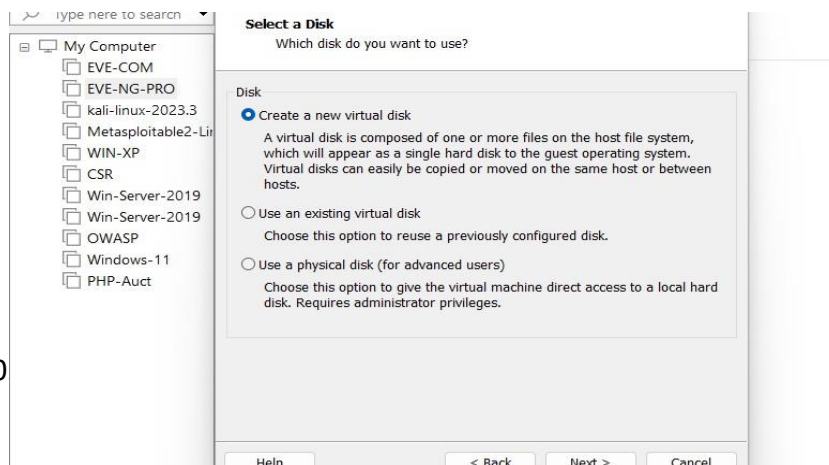 Type here to search
My Computer
EVE-COM
EVE-NG-PRO
kali-linux-2023.3
Metasploitable2-Lin
WIN-XP
CSR
Win-Server-2019
Win-Server-2019
OWASP
Windows-11
PHP-Auct
0
Select a Disk
Which disk do you want to use?
Disk
Create a new virtual disk
A virtual disk is composed of one or more files on the host file system,
which will appear as a single hard disk to the guest operating system.
Virtual disks can easily be copied or moved on the same host or between
hosts.
Use an existing virtual disk
Choose this option to reuse a previously configured disk.
Use a physical disk (for advanced users)
Choose this option to give the virtual machine direct access to a local hard
disk. Requires administrator privileges.
Help
< Back
Next >
Cancel